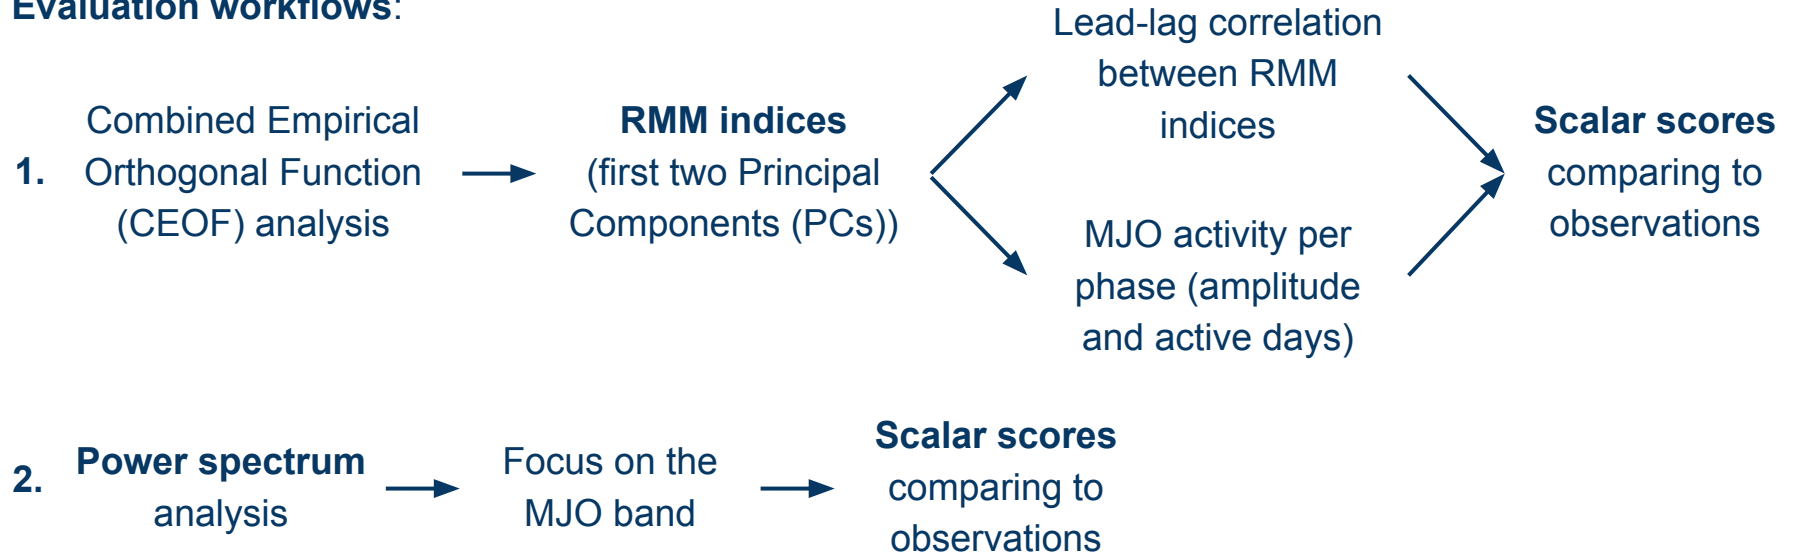 Evaluation workflows:
1.
Combined Empirical
Orthogonal Function
(CEOF) analysis
RMM indices
(first two Principal
Components (PCs))
Lead-lag correlation
between RMM
indices
MJO activity per
phase (amplitude
and active days)
Scalar scores
comparing to
observations
2.
Power spectrum
analysis
Focus on the
MJO band
Scalar scores
comparing to
observations